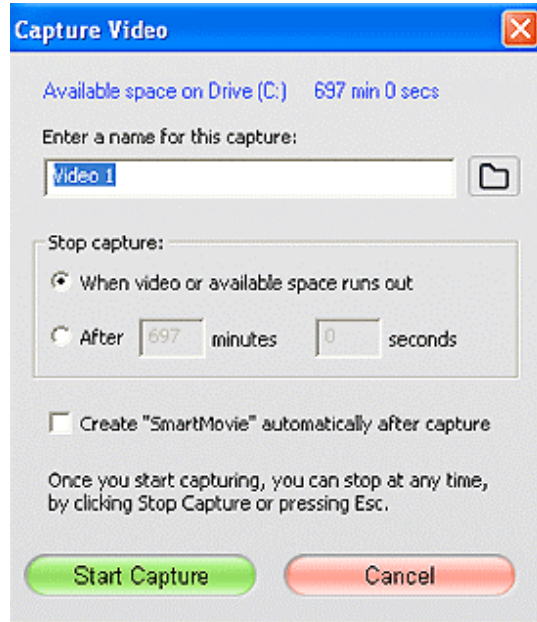 Capture Video
Available space on Drive (C:) 697 min 0 secs
Enter a name for this capture:
Video 1
Stop capture:
When video or available space runs out
After 697 minutes 0 seconds
Create "SmartMovie" automatically after capture
Once you start capturing, you can stop at any time,
by clicking Stop Capture or pressing Esc.
Start Capture Cancel